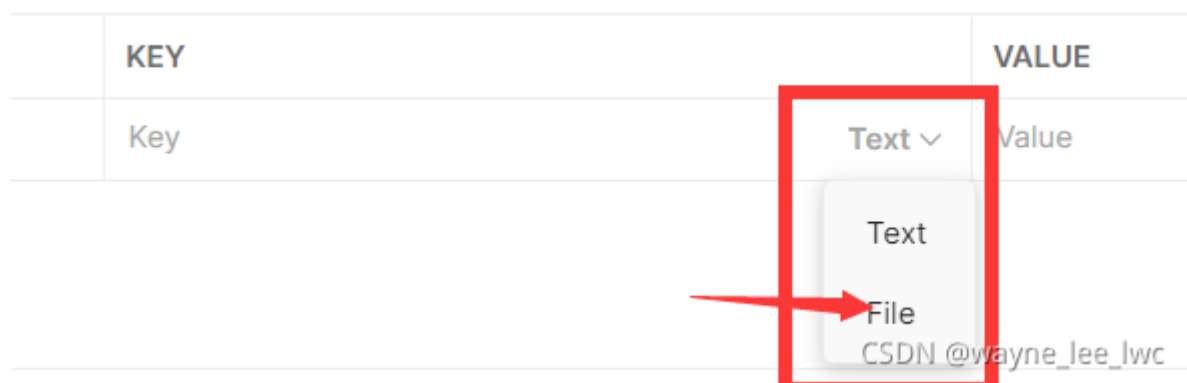 KEY VALUE
Key Text Value
Text
File
CSDN @wayne_lee_lwc